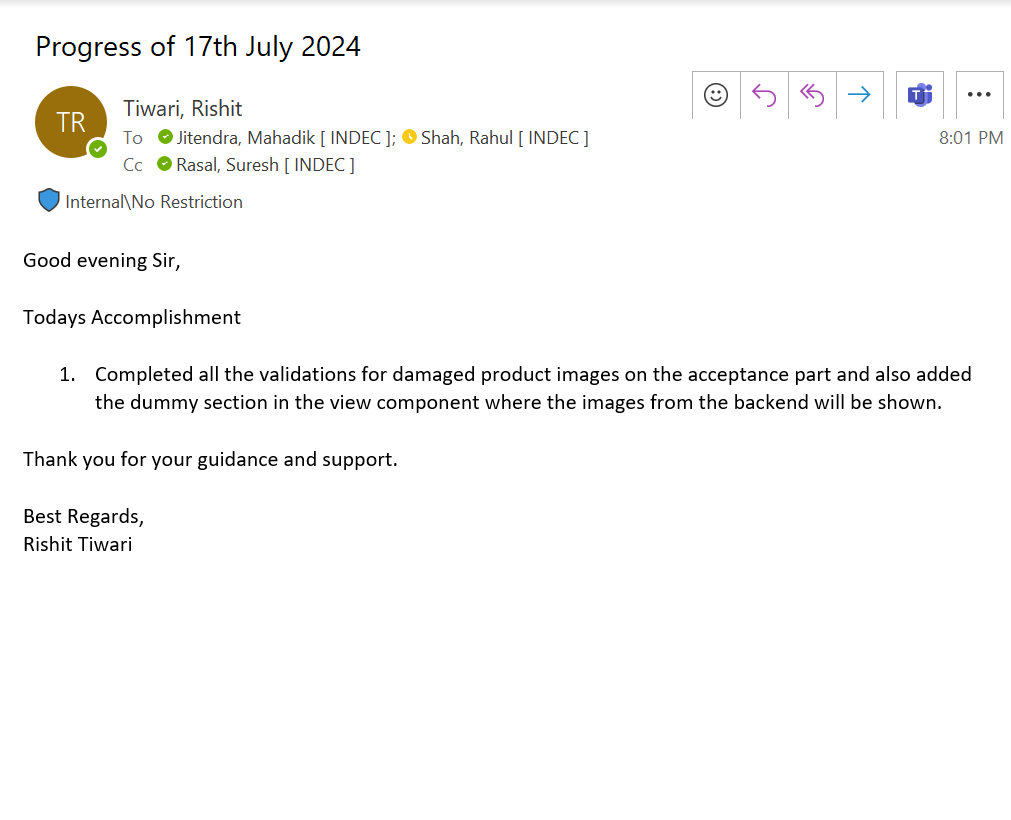 Progress of 17th July 2024
TR
Tiwari, Rishit
To Jitendra, Mahadik [ INDEC ]; Shah, Rahul [ INDEC ]
8:01 PM
Cc Rasal, Suresh [ INDEC ]
Internal\No Restriction
Good evening Sir,
Todays Accomplishment
1. Completed all the validations for damaged product images on the acceptance part and also added
the dummy section in the view component where the images from the backend will be shown.
Thank you for your guidance and support.
Best Regards,
Rishit Tiwari